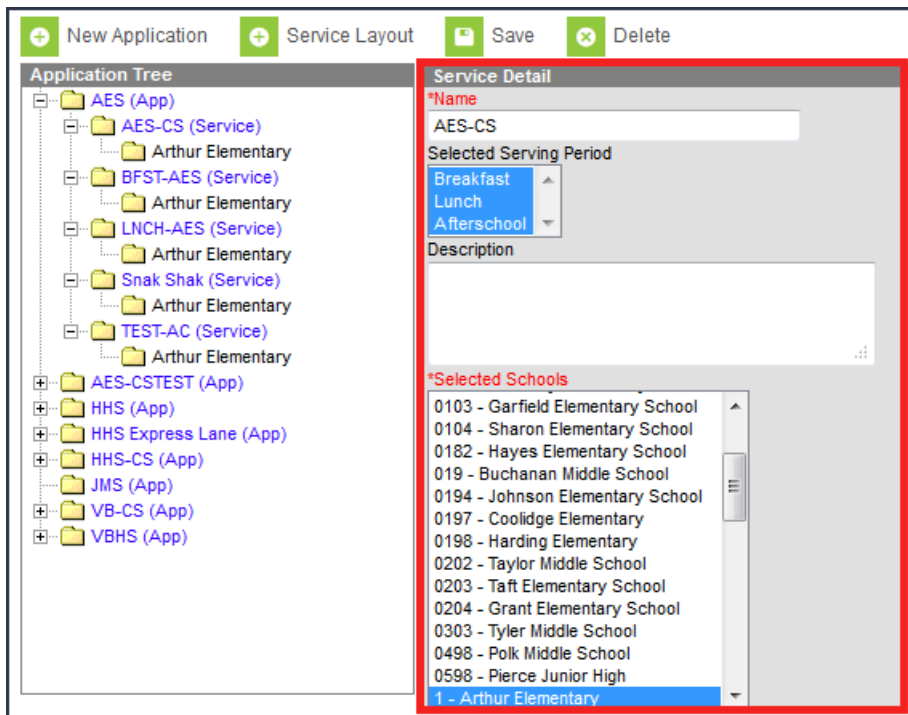 New Application Service Layout Save Delete
Application Tree
AES (App)
AES-CS (Service)
Arthur Elementary
BFST-AES (Service)
Arthur Elementary
LNCH-AES (Service)
Arthur Elementary
Snak Shak (Service)
Arthur Elementary
TEST-AC (Service)
Arthur Elementary
AES-CSTEST (App)
HHS (App)
HHS Express Lane (App)
HHS-CS (App)
JMS (App)
VB-CS (App)
VBHS (App)
Service Detail
*Name
AES-CS
Selected Serving Period
Breakfast
Lunch
Afterschool
Description
*Selected Schools
0103 - Garfield Elementary School
0104 - Sharon Elementary School
0182 - Hayes Elementary School
019 - Buchanan Middle School
0194 - Johnson Elementary School
0197 - Coolidge Elementary
0198 - Harding Elementary
0202 - Taylor Middle School
0203 - Taft Elementary School
0204 - Grant Elementary School
0303 - Tyler Middle School
0498 - Polk Middle School
0598 - Pierce Junior High
1 - Arthur Elementary